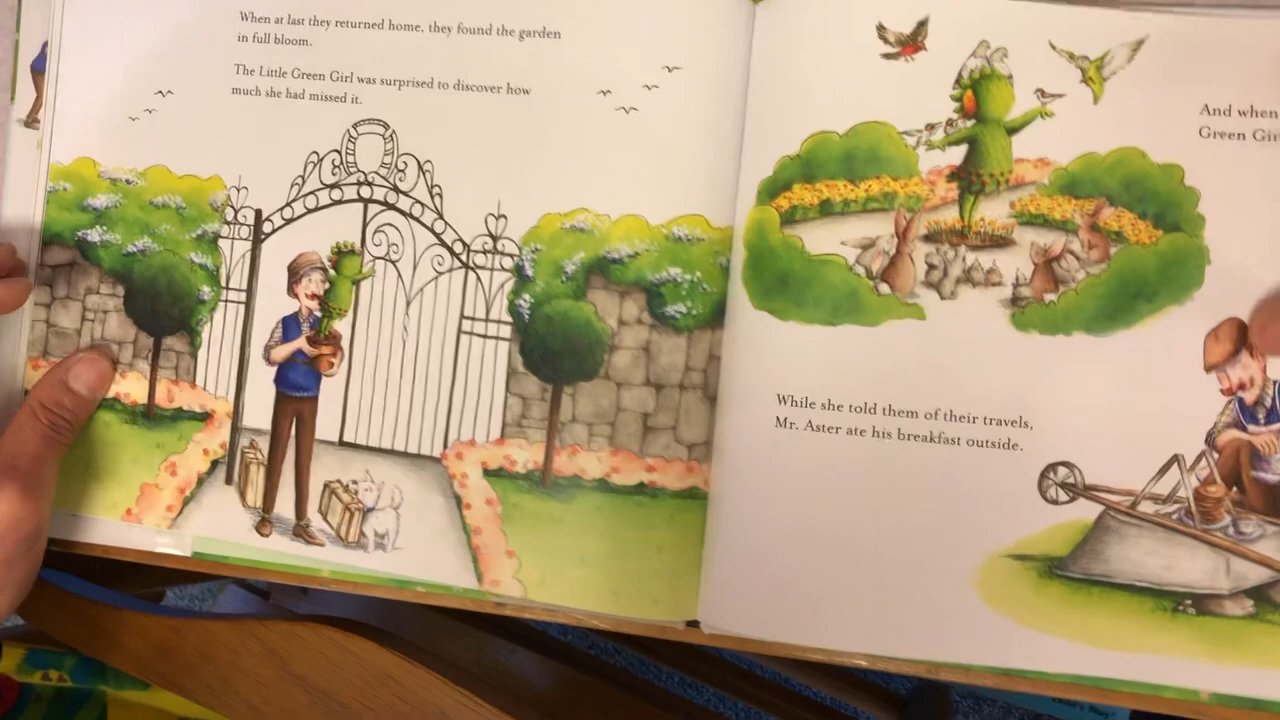 When at last they returned home, they found the garden
in full bloom.
The Little Green Girl was surprised to discover how
much she had missed it.
And when
Green
While she told them of their travels,
Mr. Aster ate his breakfast outside.